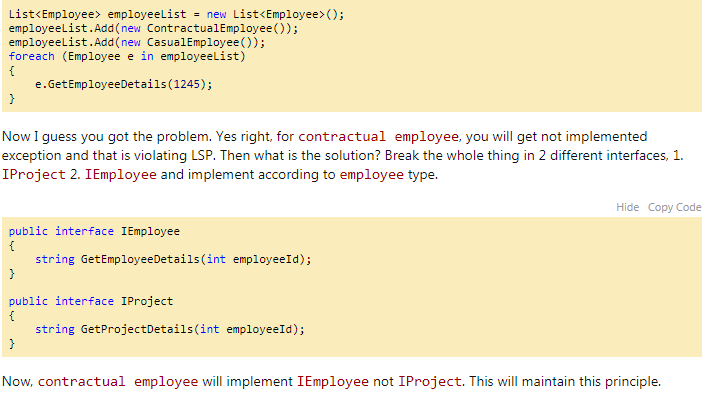 List<Employee> employeeList = new List<Employee>();
employeeList.Add(new ContractualEmployee());
employeeList.Add(new CasualEmployee());
foreach (Employee e in employeeList)
{
    e.GetEmployeeDetails(1245);
}
Now I guess you got the problem. Yes right, for contractual employee, you will get not implemented
exception and that is violating LSP. Then what is the solution? Break the whole thing in 2 different interfaces, 1.
IProject 2. IEmployee and implement according to employee type.
Hide Copy Code
public interface IEmployee
{
    string GetEmployeeDetails(int employeeId);
}
public interface IProject
{
    string GetProjectDetails(int employeeId);
}
Now, contractual employee will implement IEmployee not IProject. This will maintain this principle.